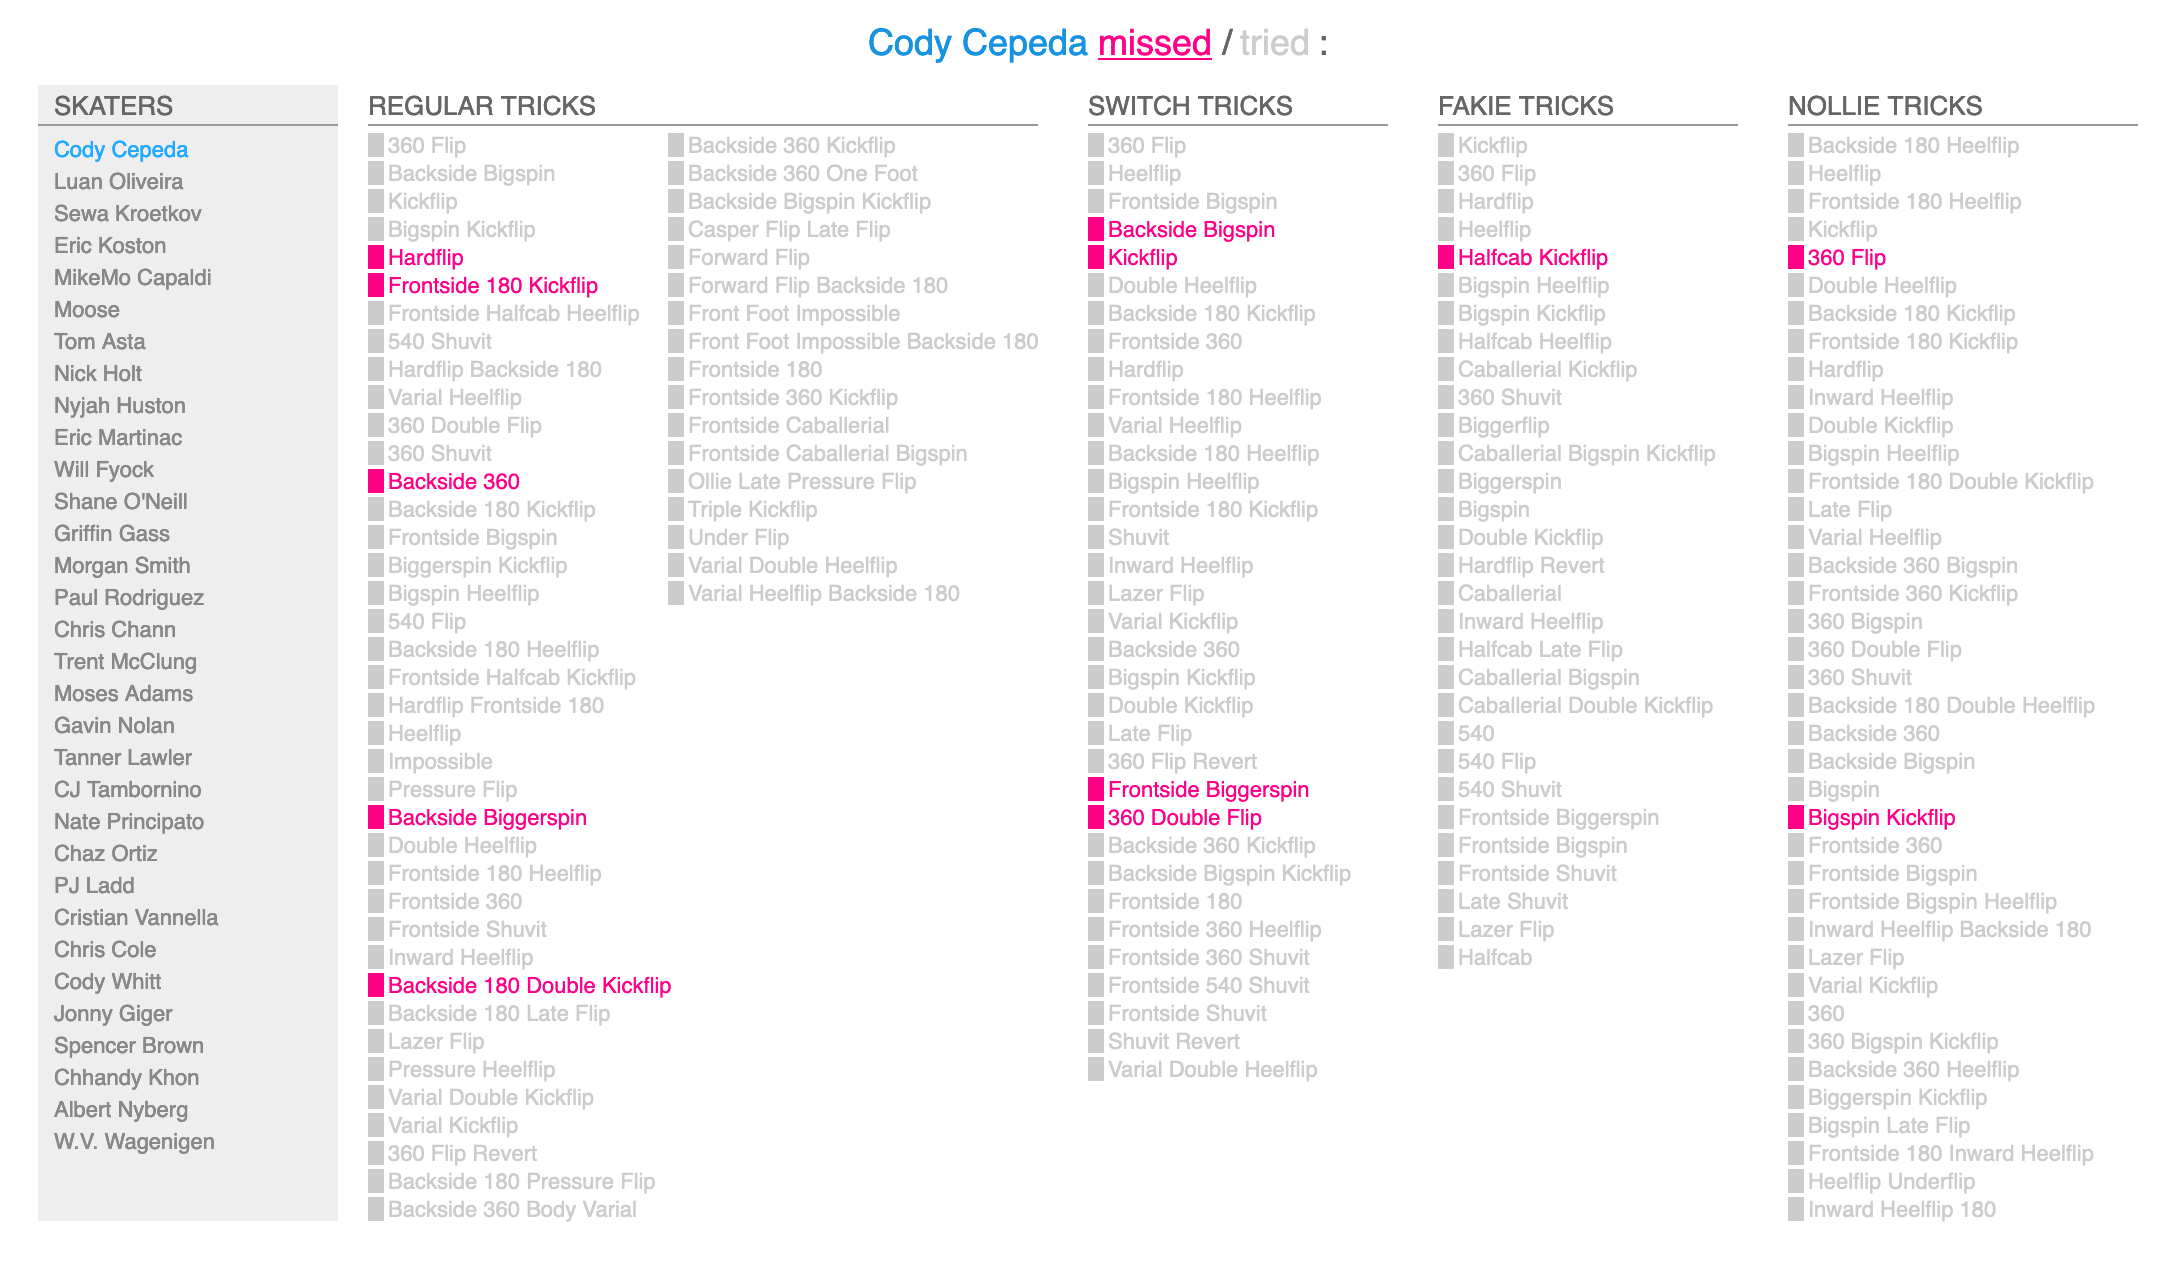 Cody Cepeda missed / tried :
SKATERS
Cody Cepeda
Luan Oliveira
Sewa Kroetkov
Eric Koston
MikeMo Capaldi
Moose
Tom Asta
Nick Holt
Nyjah Huston
Eric Martinac
Will Fyock
Shane O'Neill
Griffin Gass
Morgan Smith
Paul Rodriguez
Chris Chann
Trent McClung
Moses Adams
Gavin Nolan
Tanner Lawler
CJ Tambornino
Nate Principato
Chaz Ortiz
PJ Ladd
Cristian Vannella
Chris Cole
Cody Whitt
Jonny Giger
Spencer Brown
Chhandy Khon
Albert Nyberg
W.V. Wagenigen
REGULAR TRICKS
360 Flip
Backside Bigspin
Kickflip
Bigspin Kickflip
Hardflip
Frontside 180 Kickflip
Frontside Halfcab Heelflip
540 Shuvit
Hardflip Backside 180
Varial Heelflip
360 Double Flip
360 Shuvit
Backside 360
Backside 180 Kickflip
Frontside Bigspin
Biggerspin Kickflip
Bigspin Heelflip
540 Flip
Backside 180 Heelflip
Frontside Halfcab Kickflip
Hardflip Frontside 180
Heelflip
Impossible
Pressure Flip
Backside Biggerspin
Double Heelflip
Frontside 180 Heelflip
Frontside 360
Frontside Shuvit
Inward Heelflip
Backside 180 Double Kickflip
Backside 180 Late Flip
Lazer Flip
Pressure Heelflip
Varial Double Kickflip
Varial Kickflip
360 Flip Revert
Backside 180 Pressure Flip
Backside 360 Body Varial
Backside 360 Kickflip
Backside 360 One Foot
Backside Bigspin Kickflip
Casper Flip Late Flip
Forward Flip
Forward Flip Backside 180
Front Foot Impossible
Front Foot Impossible Backside 180
Frontside 180
Frontside 360 Kickflip
Frontside Caballerial
Frontside Caballerial Bigspin
Ollie Late Pressure Flip
Triple Kickflip
Under Flip
Varial Double Heelflip
Varial Heelflip Backside 180
SWITCH TRICKS
360 Flip
Heelflip
Frontside Bigspin
Backside Bigspin
Kickflip
Double Heelflip
Backside 180 Kickflip
Frontside 360
Hardflip
Frontside 180 Heelflip
Varial Heelflip
Backside 180 Heelflip
Bigspin Heelflip
Frontside 180 Kickflip
Shuvit
Inward Heelflip
Lazer Flip
Varial Kickflip
Backside 360
Bigspin Kickflip
Double Kickflip
Late Flip
360 Flip Revert
Frontside Biggerspin
360 Double Flip
Backside 360 Kickflip
Backside Bigspin Kickflip
Frontside 180
Frontside 360 Heelflip
Frontside 360 Shuvit
Frontside 540 Shuvit
Frontside Shuvit
Shuvit Revert
Varial Double Heelflip
FAKIE TRICKS
Kickflip
360 Flip
Hardflip
Heelflip
Halfcab Kickflip
Bigspin Heelflip
Bigspin Kickflip
Halfcab Heelflip
Caballerial Kickflip
360 Shuvit
Biggerflip
Caballerial Bigspin Kickflip
Biggerspin
Bigspin
Double Kickflip
Hardflip Revert
Caballerial
Inward Heelflip
Halfcab Late Flip
Caballerial Bigspin
Caballerial Double Kickflip
540
540 Flip
540 Shuvit
Frontside Biggerspin
Frontside Bigspin
Frontside Shuvit
Late Shuvit
Lazer Flip
Halfcab
NOLLIE TRICKS
Backside 180 Heelflip
Heelflip
Frontside 180 Heelflip
Kickflip
360 Flip
Double Heelflip
Backside 180 Kickflip
Frontside 180 Kickflip
Hardflip
Inward Heelflip
Double Kickflip
Bigspin Heelflip
Frontside 180 Double Kickflip
Late Flip
Varial Heelflip
Backside 360 Bigspin
Frontside 360 Kickflip
360 Bigspin
360 Double Flip
360 Shuvit
Backside 180 Double Heelflip
Backside 360
Backside Bigspin
Bigspin
Bigspin Kickflip
Frontside 360
Frontside Bigspin
Frontside Bigspin Heelflip
Inward Heelflip Backside 180
Lazer Flip
Varial Kickflip
360
360 Bigspin Kickflip
Backside 360 Heelflip
Biggerspin Kickflip
Bigspin Late Flip
Frontside 180 Inward Heelflip
Heelflip Underflip
Inward Heelflip 180